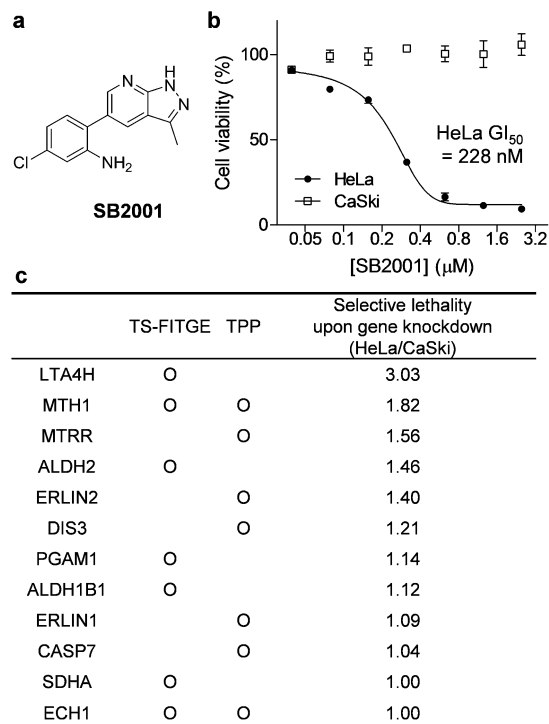 a
N
H
N
N
Cl
NH2
SB2001
b
Cell viability (%)
100
50
0
HeLa GI50
= 228 nM
HeLa
CaSki
0.05 0.1 0.2 0.4 0.8 1.6 3.2
[SB2001] (μM)
c
TS-FITGE TPP Selective lethality
upon gene knockdown
(HeLa/CaSki)
LTA4H O 3.03
MTH1 O O 1.82
MTRR O 1.56
ALDH2 O 1.46
ERLIN2 O 1.40
DIS3 O 1.21
PGAM1 O 1.14
ALDH1B1 O 1.12
ERLIN1 O 1.09
CASP7 O 1.04
SDHA O 1.00
ECH1 O O 1.00